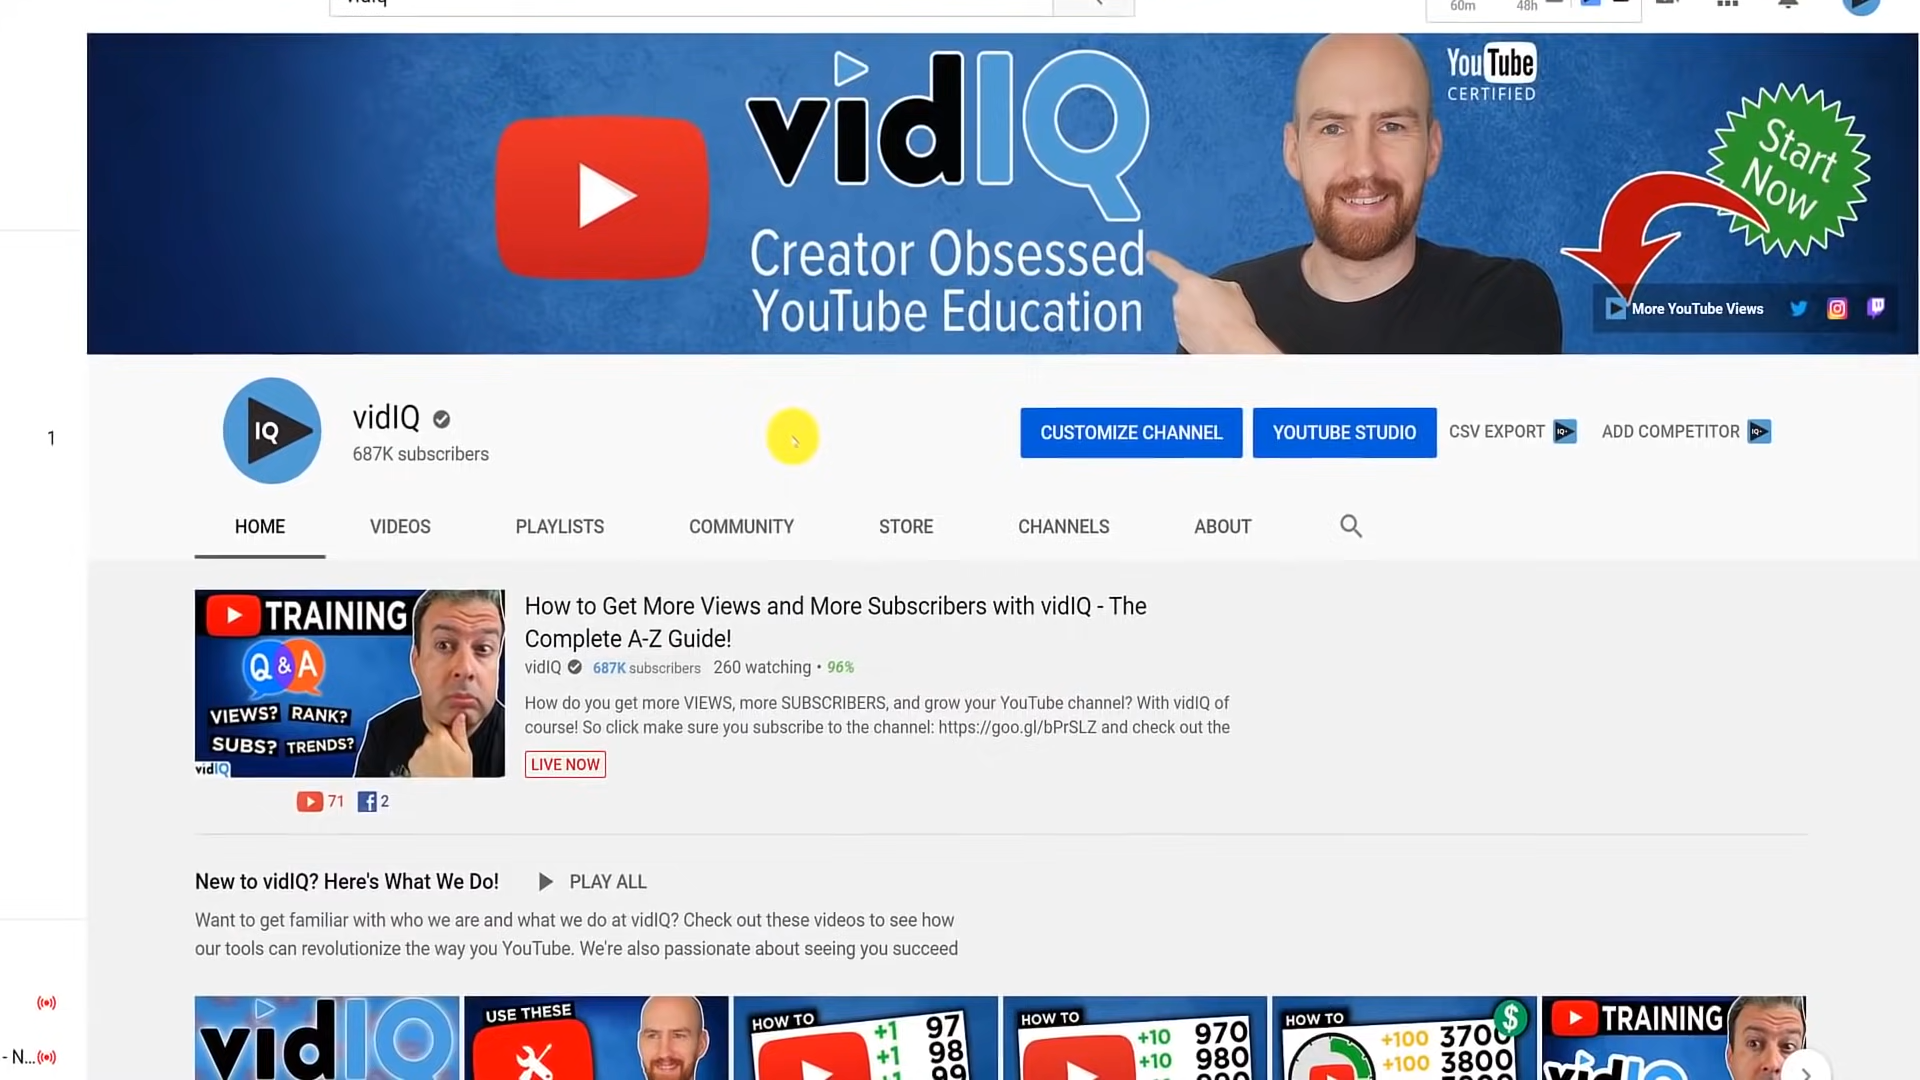 vidiq
60m 48h
vidIQ
Creator Obsessed
YouTube Education
YouTube
CERTIFIED
Start
Now
More YouTube Views
IQ
vidIQ
687K subscribers
CUSTOMIZE CHANNEL
YOUTUBE STUDIO
CSV EXPORT
IQ+
ADD COMPETITOR
IQ+
1
HOME
VIDEOS
PLAYLISTS
COMMUNITY
STORE
CHANNELS
ABOUT
TRAINING
Q & A
VIEWS? RANK?
SUBS? TRENDS?
vidIQ
How to Get More Views and More Subscribers with vidIQ - The
Complete A-Z Guide!
vidIQ 687K subscribers 260 watching • 96%
How do you get more VIEWS, more SUBSCRIBERS, and grow your YouTube channel? With vidIQ of
course! So click make sure you subscribe to the channel: https://goo.gl/bPrSLZ and check out the
LIVE NOW
71 2
New to vidIQ? Here's What We Do!
PLAY ALL
Want to get familiar with who we are and what we do at vidIQ? Check out these videos to see how
our tools can revolutionize the way you YouTube. We're also passionate about seeing you succeed
- N...
vidIQ
USE THESE
HOW TO
+1 97
+1 98
99
HOW TO
+10 970
+10 980
HOW TO
$
+100 3700
+100 3800
TRAINING
vidIQ